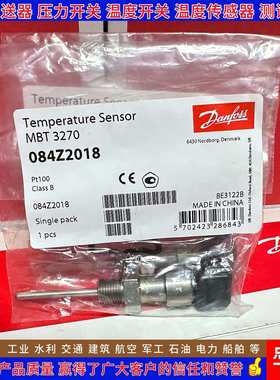 送器 压力开关 温度开关 温度传感器 测
Temperature Sensor
Temperature Sensor
MBT 3270
084Z2018
Danfoss
6430 Nordborg, Denmark
Pt100
Class B
084Z2018
Single pack
1 pcs
BE3122B
MADE IN CHINA
5 702423 286843
产品质量 赢得了广大客户的信任和赞誉
工业 水利 交通 建筑 航空 军工 石油 电力 船舶 等